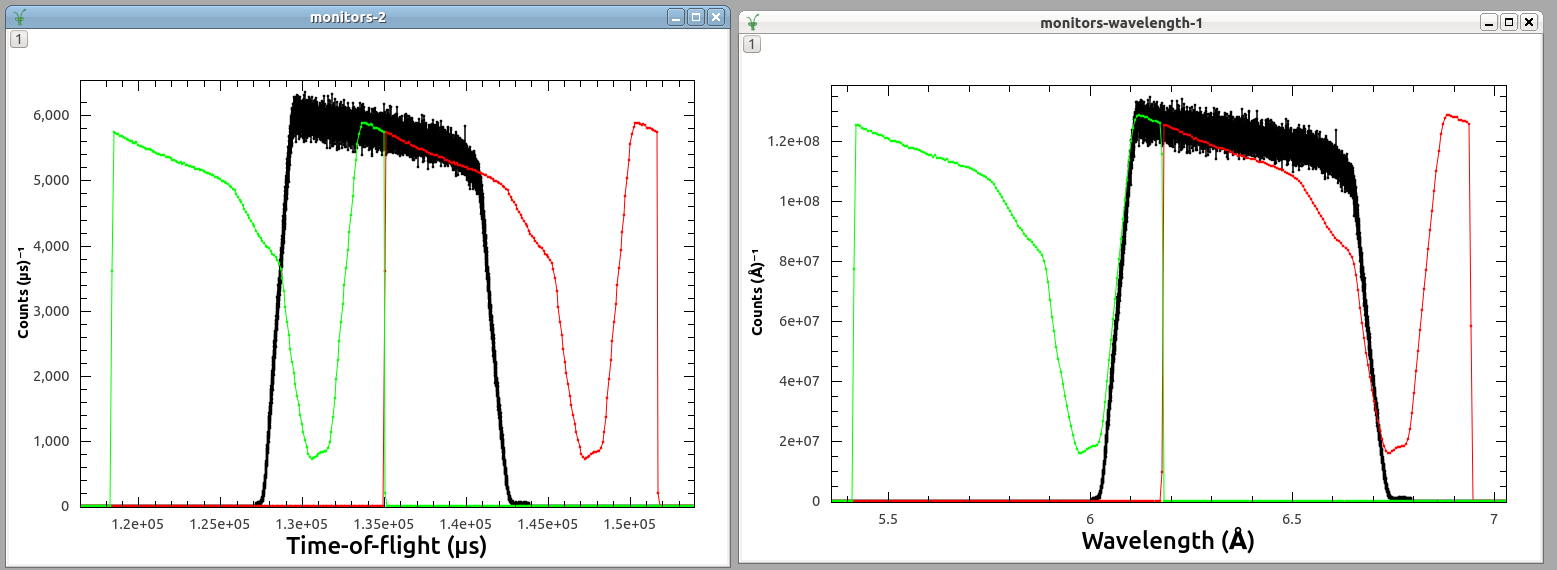 monitors-2
1
6,000
5,000
4,000
3,000
2,000
1,000
0
Counts (µs)⁻¹
1.2e+05
1.25e+05
1.3e+05
1.35e+05
1.4e+05
1.45e+05
1.5e+05
Time-of-flight (µs)
monitors-wavelength-1
1
1.2e+08
1e+08
8e+07
6e+07
4e+07
2e+07
0
Counts (Å)⁻¹
5.5
6
6.5
7
Wavelength (Å)